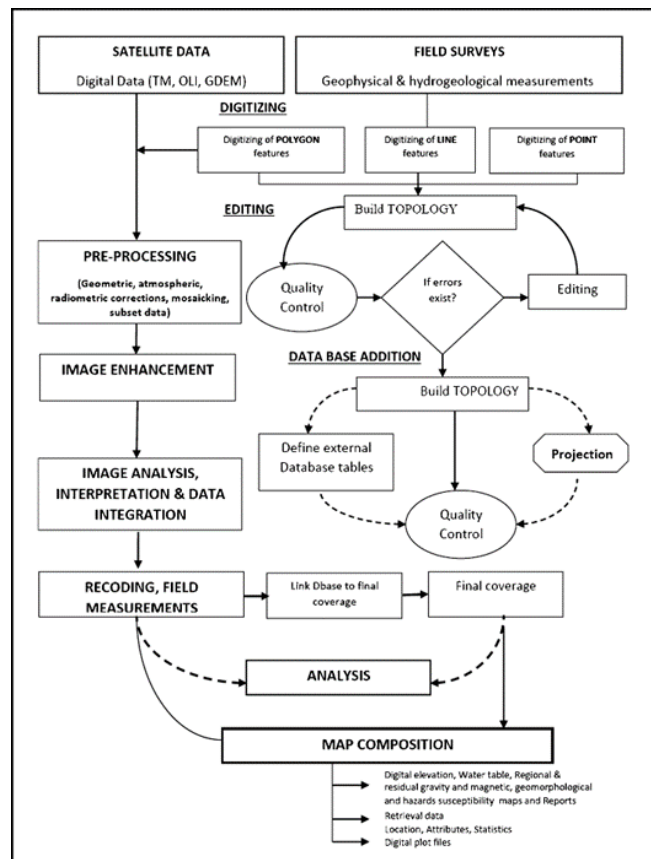 SATELLITE DATA
Digital Data (TM, OLI, GDEM)
FIELD SURVEYS
Geophysical & hydrogeological measurements
DIGITIZING
Digitizing of POLYGON
features
Digitizing of LINE
features
Digitizing of POINT
features
EDITING
Build TOPOLOGY
PRE-PROCESSING
(Geometric, atmospheric,
radiometric corrections, mosaicking,
subset data)
Quality
Control
If errors
exist?
Editing
DATA BASE ADDITION
IMAGE ENHANCEMENT
Build TOPOLOGY
Define external
Database tables
Projection
IMAGE ANALYSIS,
INTERPRETATION & DATA
INTEGRATION
Quality
Control
RECODING, FIELD
MEASUREMENTS
Link Dbase to final
coverage
Final coverage
ANALYSIS
MAP COMPOSITION
Digital elevation, Water table, Regional &
residual gravity and magnetic, geomorphological
and hazards susceptibility maps and Reports
Retrieval data
Location, Attributes, Statistics
Digital plot files